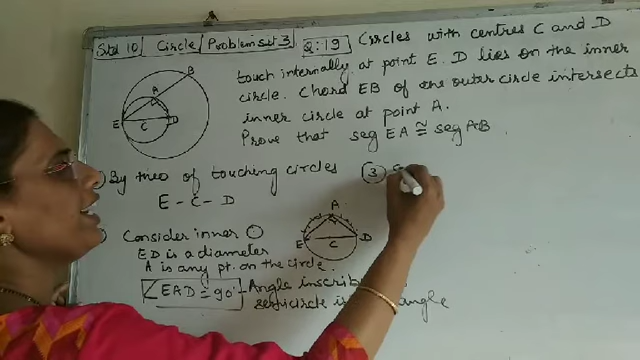 Std 10 Circle Problem set 3 Q:19 Circles with centres C and D
touch internally at point E. D lies on the inner
circle. Chord EB of the outer circle intersects
inner circle at point A.
Prove that seg EA ≅ seg AB
B
A
E C D
① By theo of touching circles
E - C - D
③
Consider inner ⊙
ED is a diameter
A is any pt. on the circle.
A
E C D
∠EAD ≅ 90° - Angle inscribed
semicircle is angle